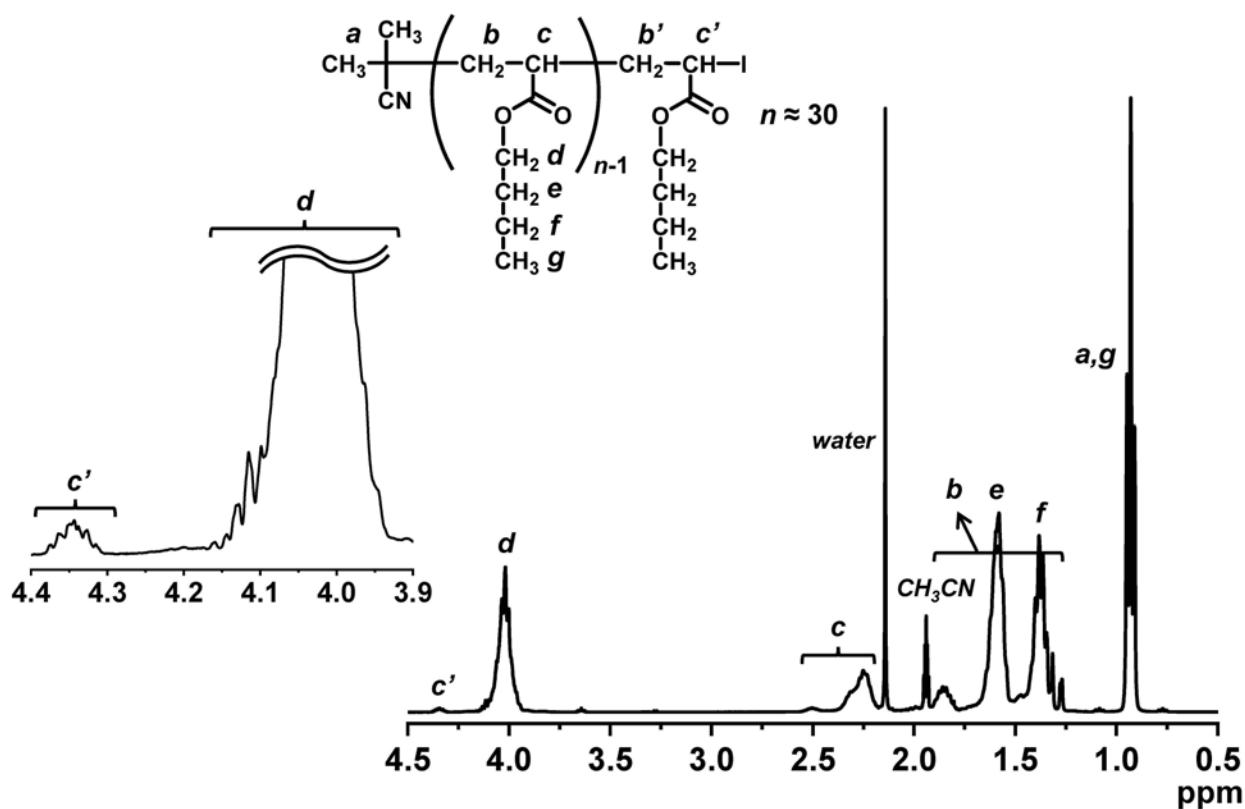 a CH₃ b c b' c'
CH₃ CH₂ CH CH₂ CH I
CN O O O O n ≈ 30
CH₂ d n-1 CH₂
CH₂ e CH₂
CH₂ f CH₂
CH₃ g CH₃
d
c'
4.4 4.3 4.2 4.1 4.0 3.9
a,g
water
b e f
d CH₃CN
c
c'
4.5 4.0 3.5 3.0 2.5 2.0 1.5 1.0 0.5
ppm